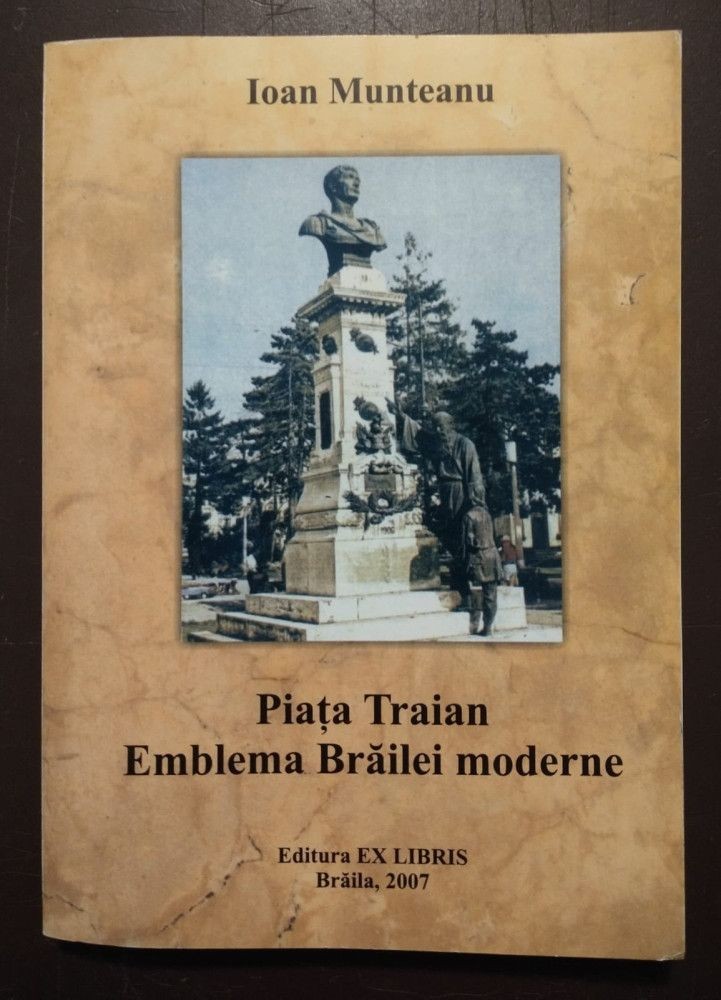 Ioan Munteanu
Piața Traian
Emblema Brăilei moderne
Editura EX LIBRIS
Brăila, 2007